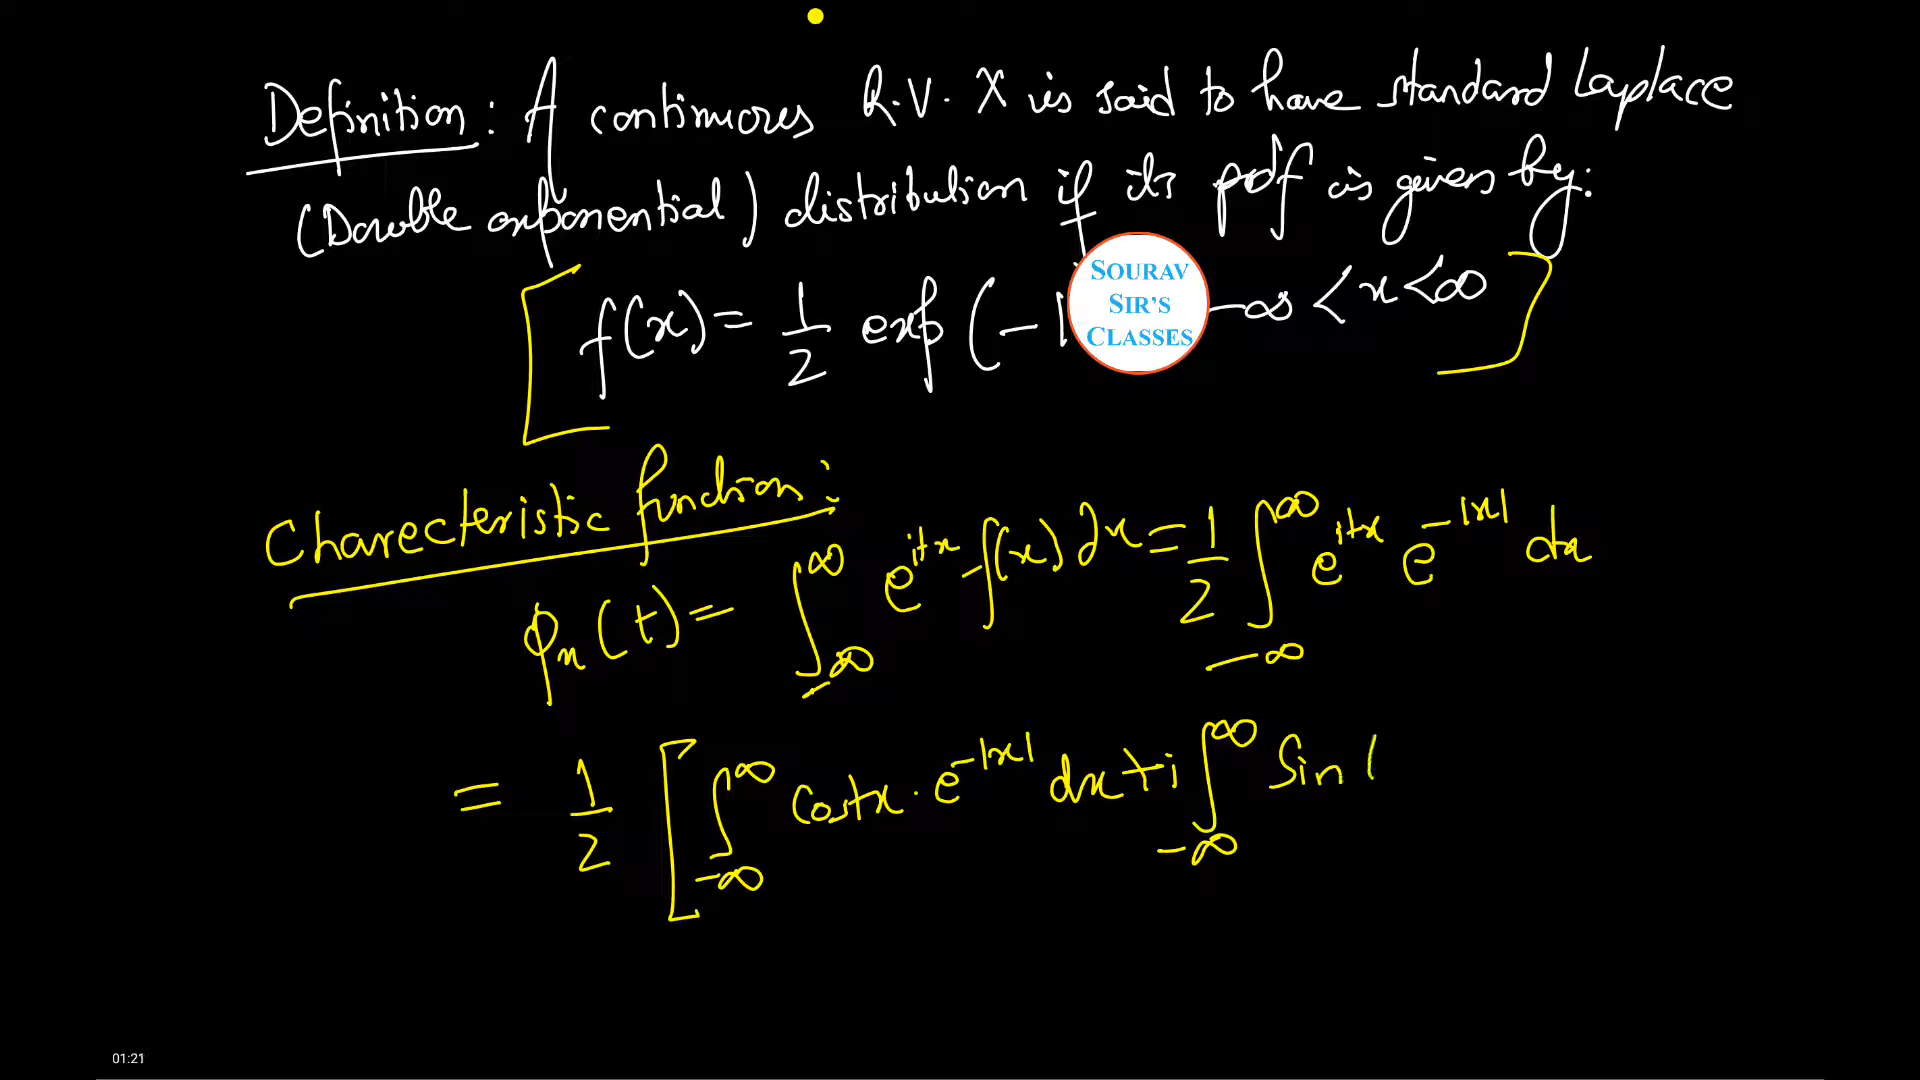 Definition: A continuous R.V. X is said to have standard Laplace
(Double exponential) distribution if its pdf is given by:
f(x) = 1/2 exp(-| -∞ < x < ∞
SOURAV
SIR'S
CLASSES
Charecteristic function:
φx(t) = ∫_{-∞}^{∞} e^{itx} f(x) dx = 1/2 ∫_{-∞}^{∞} e^{itx} e^{-|x|} dx
= 1/2 [ ∫_{-∞}^{∞} Costx · e^{-|x|} dx + i ∫_{-∞}^{∞} Sin (
01:21